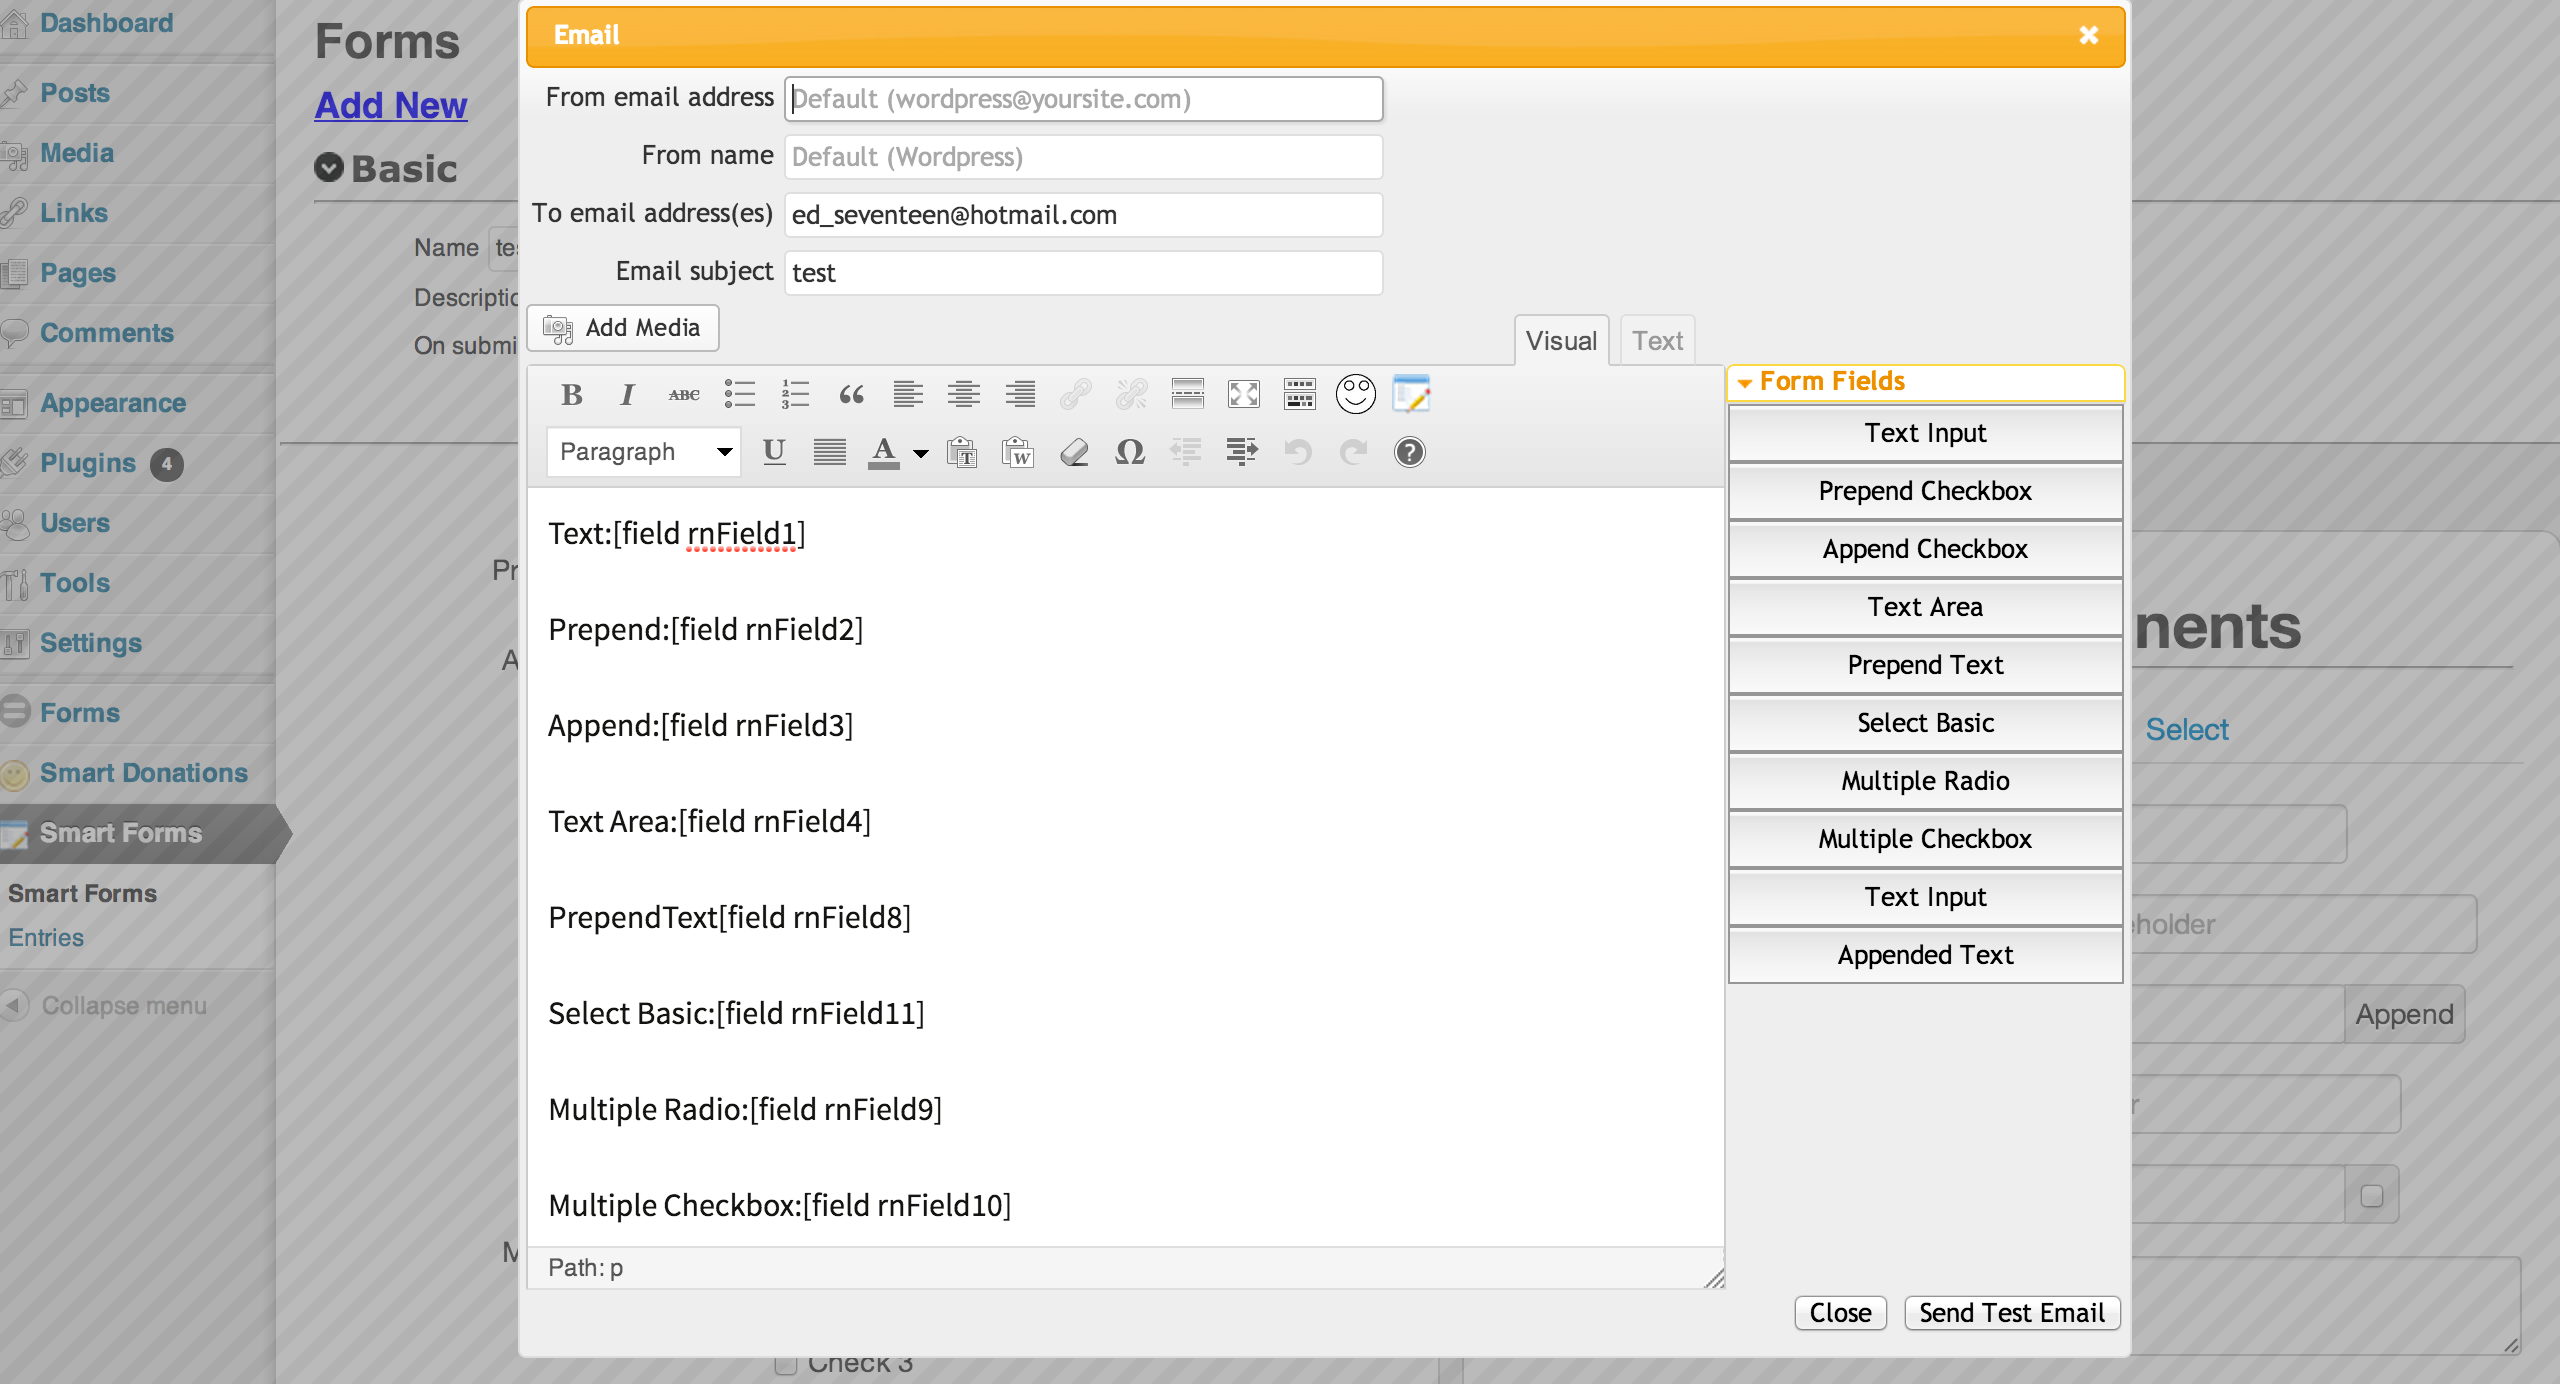 Dashboard
Posts
Media
Links
Pages
Comments
Appearance
Plugins 4
Users
Tools
Settings
Forms
Smart Donations
Smart Forms
Smart Forms
Entries
Collapse menu
Forms
Add New
Basic
Name
On submi
Email
From email address Default (wordpress@yoursite.com)
From name Default (Wordpress)
To email address(es) ed_seventeen@hotmail.com
Email subject test
Add Media
Visual Text
B I ABC
Paragraph U A T W Ω ?
Text:[field rnField1]
Prepend:[field rnField2]
Append:[field rnField3]
Text Area:[field rnField4]
PrependText[field rnField8]
Select Basic:[field rnField11]
Multiple Radio:[field rnField9]
Multiple Checkbox:[field rnField10]
Path: p
Form Fields
Text Input
Prepend Checkbox
Append Checkbox
Text Area
Prepend Text
Select Basic
Multiple Radio
Multiple Checkbox
Text Input
Appended Text
Close Send Test Email
nents
Select
eholder
Append
Check 3